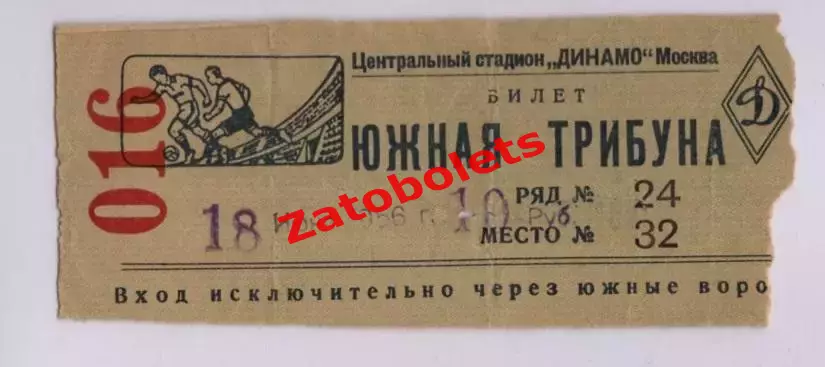 016
Центральный стадион „ДИНАМО" Москва
Д
БИЛЕТ
ЮЖНАЯ ТРИБУНА
Zatobolets
18 956 г. 10 Руб.
РЯД № 24
МЕСТО № 32
Вход исключительно через южные воро